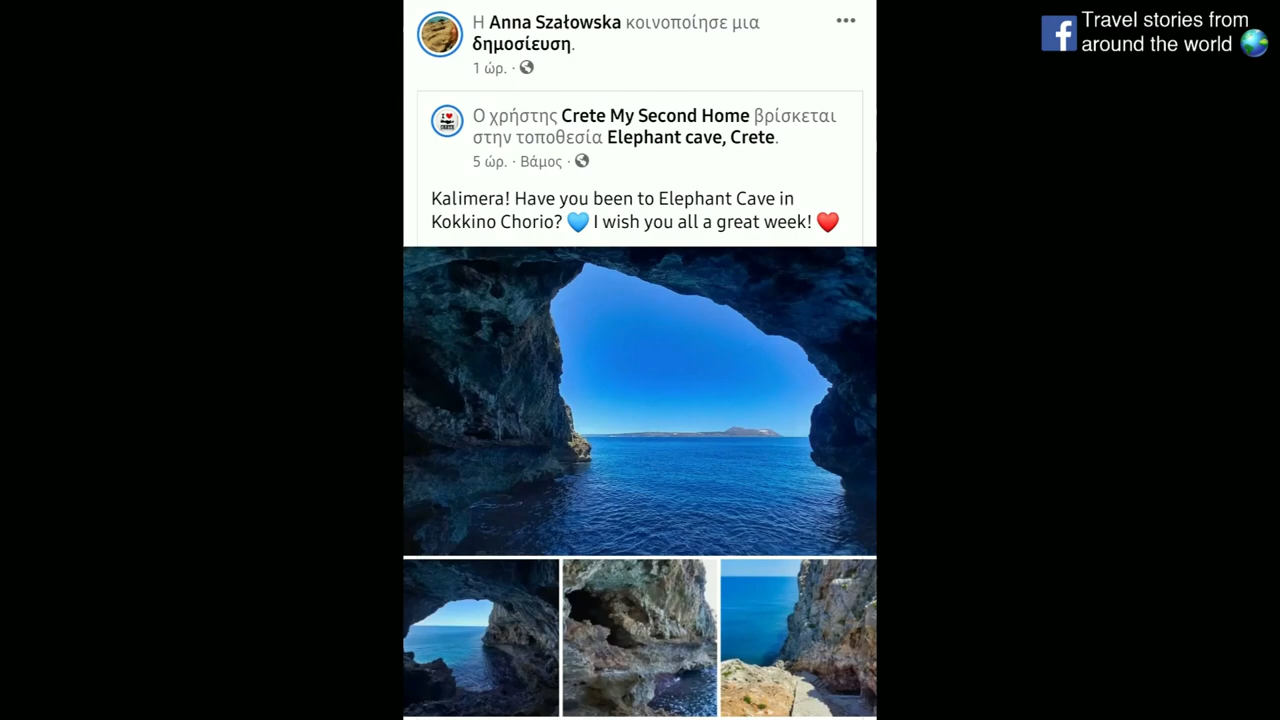 Η Anna Szałowska κοινοποίησε μια
δημοσίευση.
1 ώρ. ·
Ο χρήστης Crete My Second Home βρίσκεται
στην τοποθεσία Elephant cave, Crete.
5 ώρ. · Βάμος ·
Kalimera! Have you been to Elephant Cave in
Kokkino Chorio? 💙 I wish you all a great week! ❤️
Travel stories from
around the world 🌍